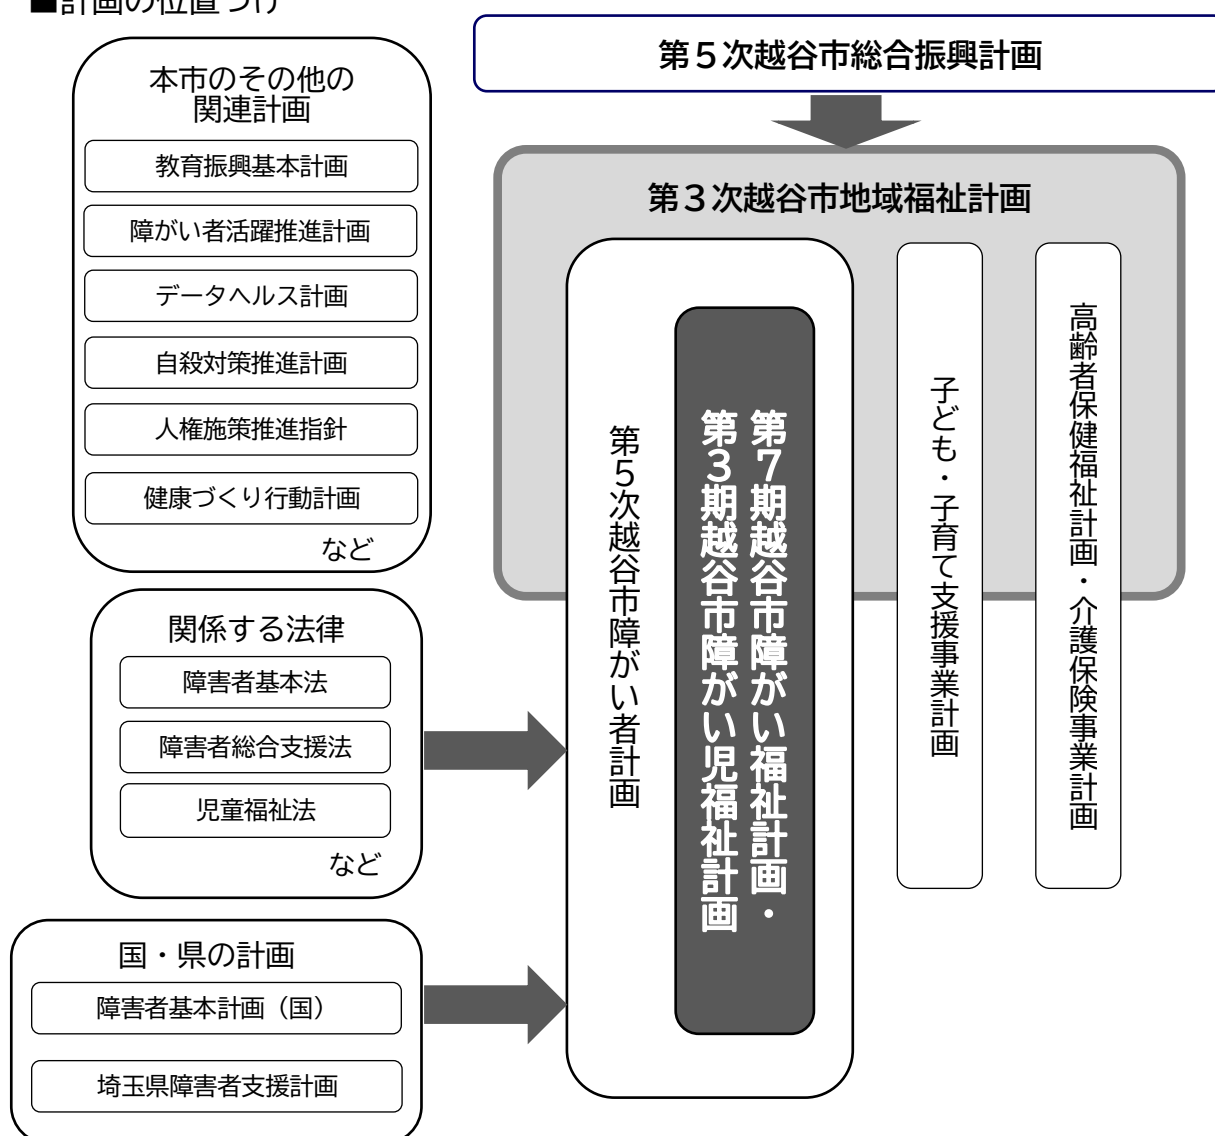 ■計画の位置づけ
第５次越谷市総合振興計画
本市のその他の
関連計画
教育振興基本計画
障がい者活躍推進計画
データヘルス計画
自殺対策推進計画
人権施策推進指針
健康づくり行動計画
など
第３次越谷市地域福祉計画
第５次越谷市障がい者計画
第７期越谷市障がい福祉計画・
第３期越谷市障がい児福祉計画
子ども・子育て支援事業計画
高齢者保健福祉計画・介護保険事業計画
関係する法律
障害者基本法
障害者総合支援法
児童福祉法
など
国・県の計画
障害者基本計画（国）
埼玉県障害者支援計画